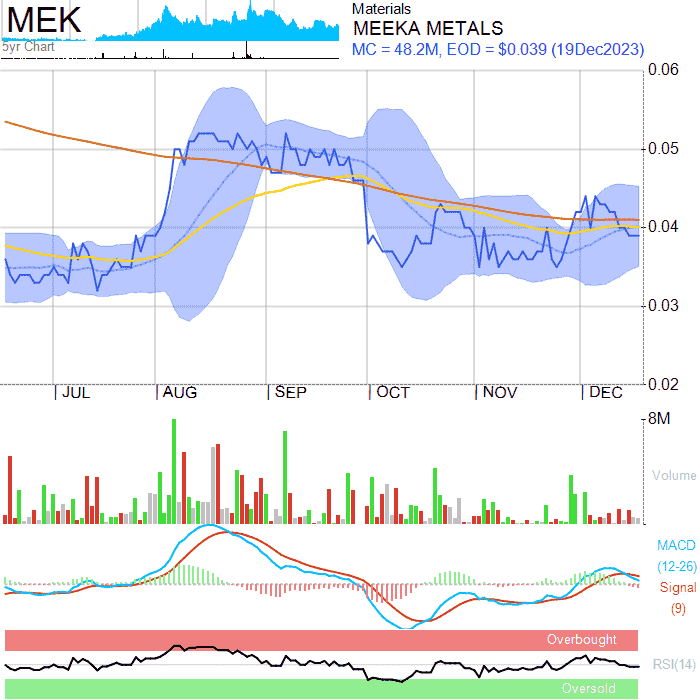 MEK
5yr Chart
Materials
MEEKA METALS
MC = 48.2M, EOD = $0.039 (19Dec2023)
0.06
0.05
0.04
0.03
0.02
JUL AUG SEP OCT NOV DEC
8M
Volume
MACD
(12-26)
Signal
(9)
Overbought
RSI(14)
Oversold